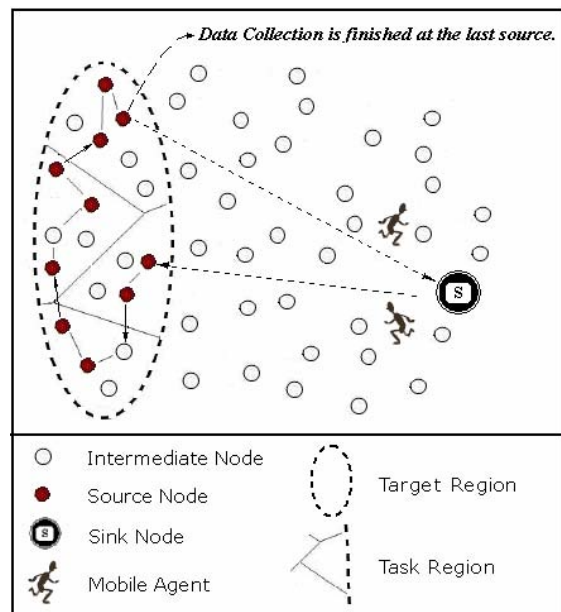 Data Collection is finished at the last source.
S
Intermediate Node
Source Node
S
Sink Node
Mobile Agent
Target Region
Task Region